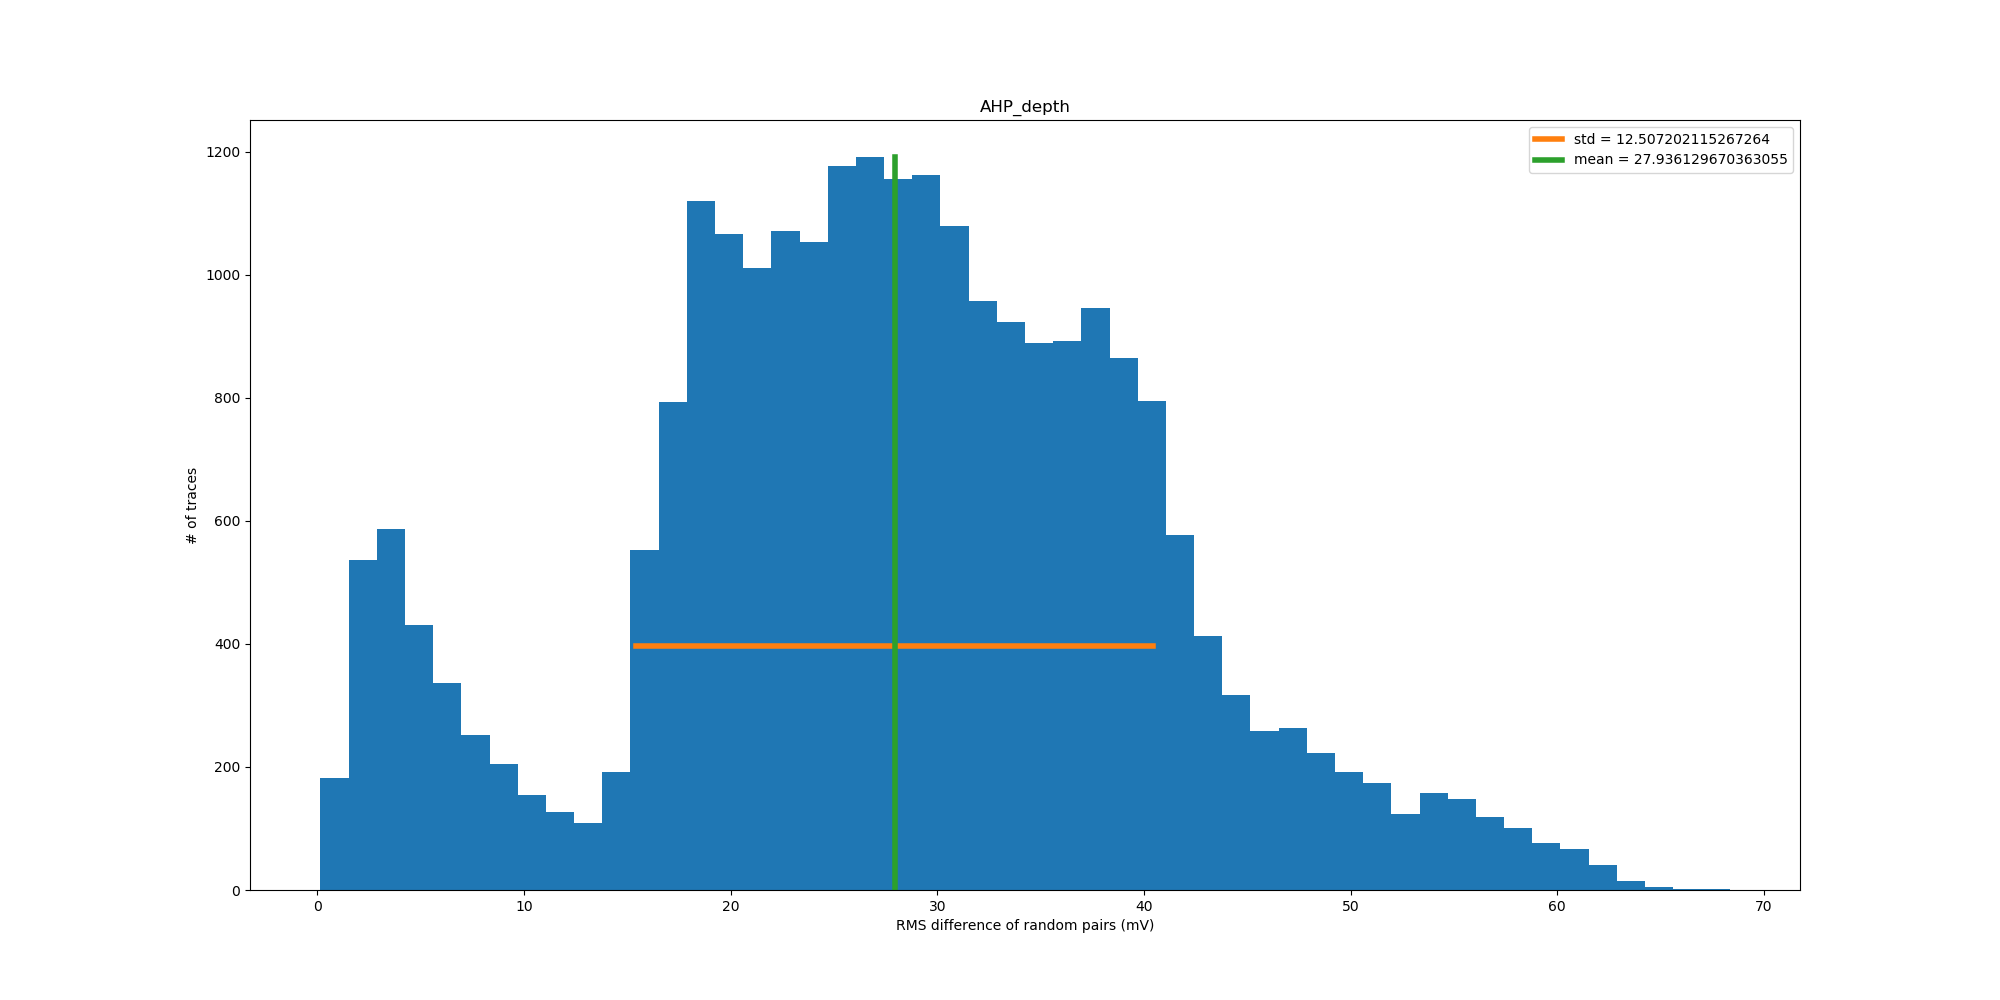 AHP_depth
std = 12.507202115267264
mean = 27.936129670363055
1200
1000
800
600
400
200
0
# of traces
0 10 20 30 40 50 60 70
RMS difference of random pairs (mV)